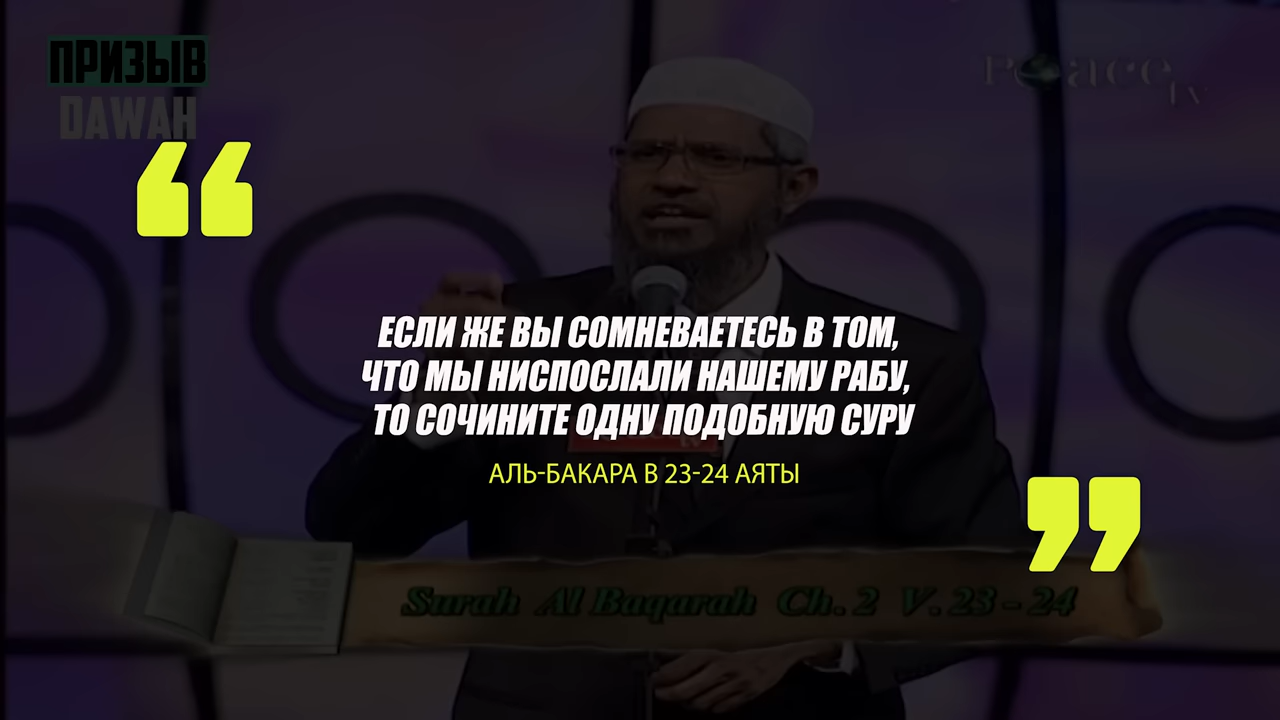 ПРИЗЫВ
DAWAH
Peace
tv
“
ЕСЛИ ЖЕ ВЫ СОМНЕВАЕТЕСЬ В ТОМ,
ЧТО МЫ НИСПОСЛАЛИ НАШЕМУ РАБУ,
ТО СОЧИНИТЕ ОДНУ ПОДОБНУЮ СУРУ
АЛЬ-БАКАРА В 23-24 АЯТЫ
”
Surah Al Baqarah Ch. 2 V. 23 - 24